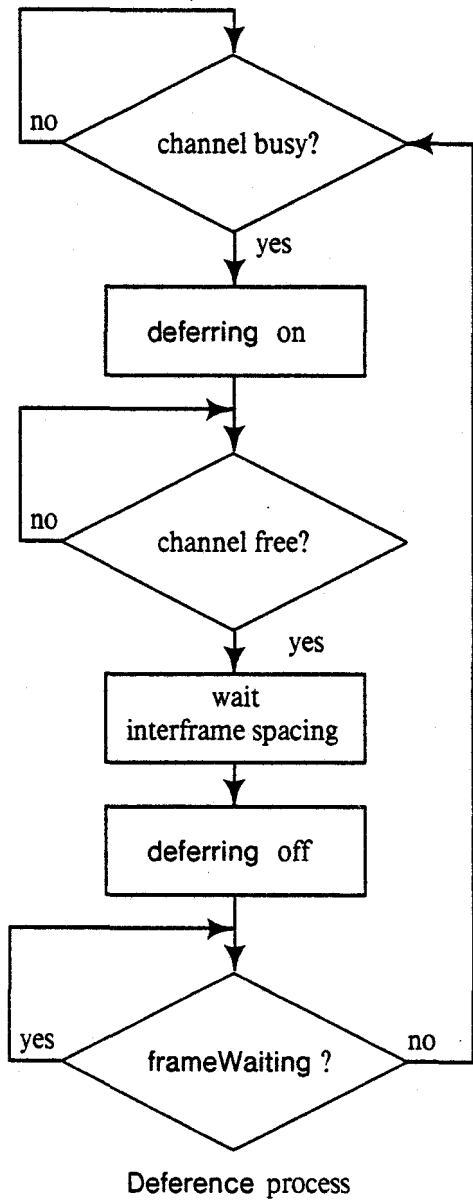 channel busy?
no
yes
deferring on
channel free?
no
yes
wait
interframe spacing
deferring off
frameWaiting ?
yes
no
Deference process